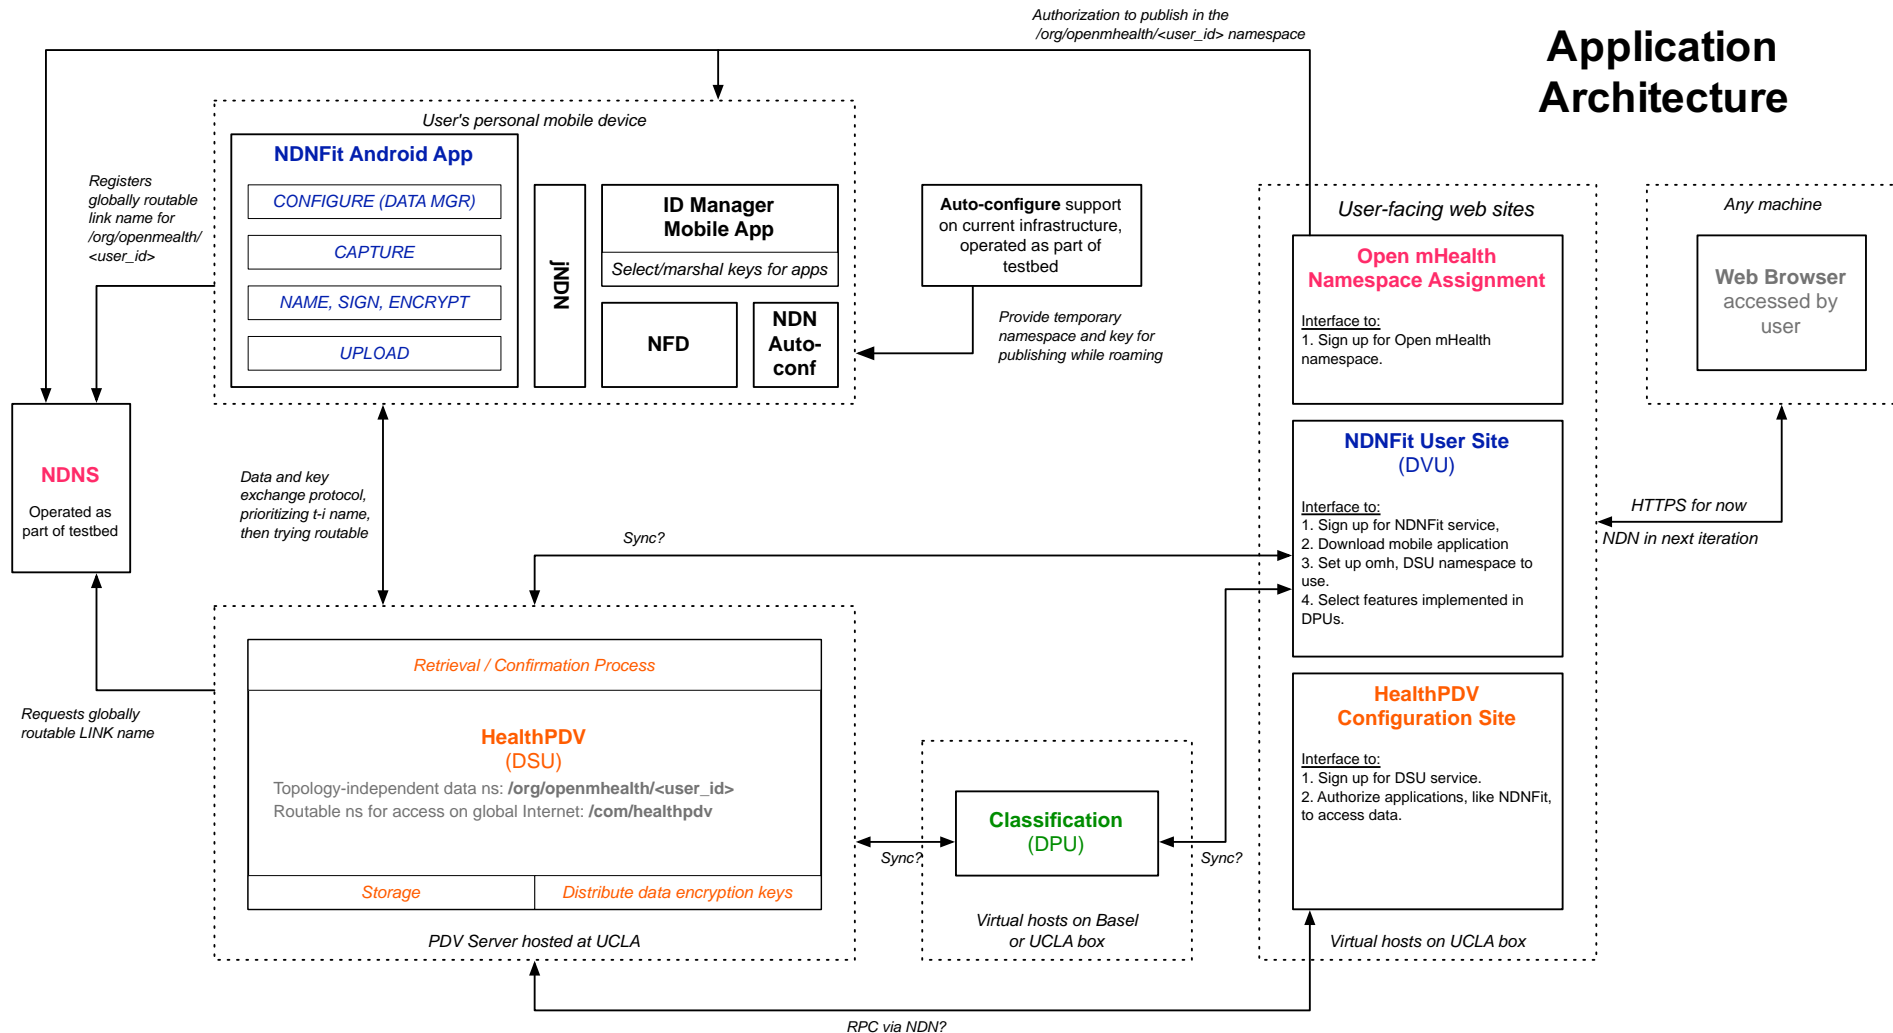 Authorization to publish in the
/org/openmhealth/<user_id> namespace
Application
Architecture
User's personal mobile device
NDNFit Android App
CONFIGURE (DATA MGR)
CAPTURE
NAME, SIGN, ENCRYPT
UPLOAD
jNDN
ID Manager
Mobile App
Select/marshal keys for apps
NFD
NDN
Auto-
conf
Registers
globally routable
link name for
/org/openmealth/
<user_id>
Auto-configure support
on current infrastructure,
operated as part of
testbed
Provide temporary
namespace and key for
publishing while roaming
User-facing web sites
Open mHealth
Namespace Assignment
Interface to:
1. Sign up for Open mHealth
namespace.
Any machine
Web Browser
accessed by
user
NDNS
Operated as
part of testbed
Data and key
exchange protocol,
prioritizing t-i name,
then trying routable
Sync?
NDNFit User Site
(DVU)
Interface to:
1. Sign up for NDNFit service,
2. Download mobile application
3. Set up omh, DSU namespace to
use.
4. Select features implemented in
DPUs.
HTTPS for now
NDN in next iteration
Requests globally
routable LINK name
Retrieval / Confirmation Process
HealthPDV
(DSU)
Topology-independent data ns: /org/openmhealth/<user_id>
Routable ns for access on global Internet: /com/healthpdv
Storage
Distribute data encryption keys
PDV Server hosted at UCLA
Sync?
Classification
(DPU)
Sync?
Virtual hosts on Basel
or UCLA box
HealthPDV
Configuration Site
Interface to:
1. Sign up for DSU service.
2. Authorize applications, like NDNFit,
to access data.
Virtual hosts on UCLA box
RPC via NDN?